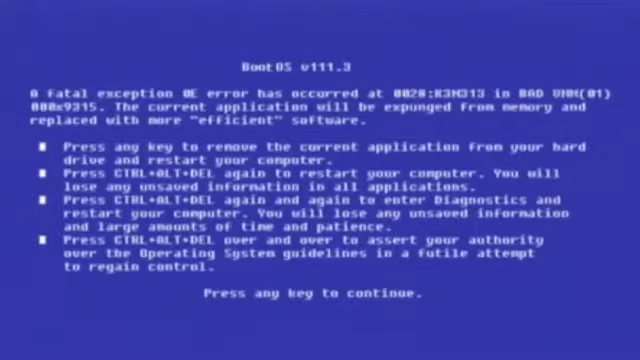 BootOS v111.3
A fatal exception 0E error has occurred at 0028:K3N313 in BAD VMM(01)
000x9315. The current application will be expunged from memory and
replaced with more "efficient" software.
Press any key to remove the current application from your hard
drive and restart your computer.
Press CTRL+ALT+DEL again to restart your computer. You will
lose any unsaved information in all applications.
Press CTRL+ALT+DEL again and again to enter Diagnostics and
restart your computer. You will lose any unsaved information
and large amounts of time and patience.
Press CTRL+ALT+DEL over and over to assert your authority
over the Operating System guidelines in a futile attempt
to regain control.
Press any key to continue.